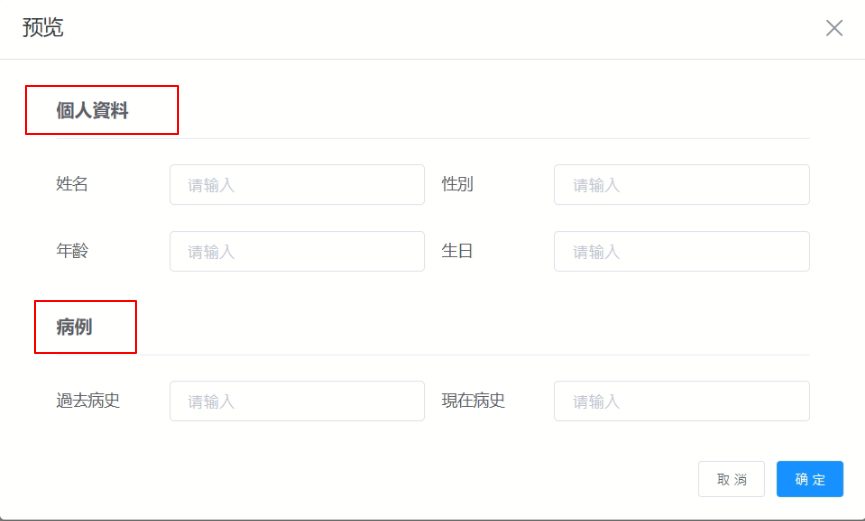 预览
個人資料
姓名 请输入 性別 请输入
年齡 请输入 生日 请输入
病例
過去病史 请输入 現在病史 请输入
取消 确定